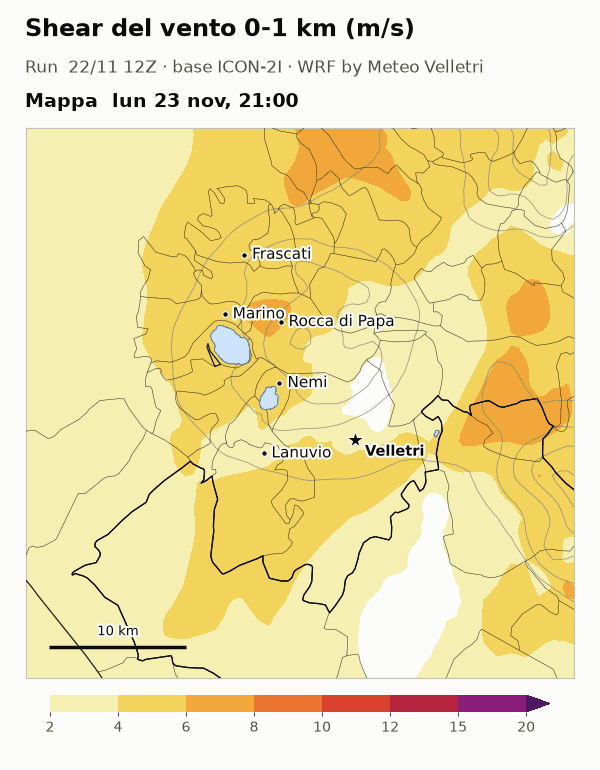 Shear del vento 0-1 km (m/s)
Run  22/11 12Z · base ICON-2I · WRF by Meteo Velletri
Mappa  lun 23 nov, 21:00
Frascati
Marino
Rocca di Papa
Nemi
Velletri
Lanuvio
10 km
2 4 6 8 10 12 15 20